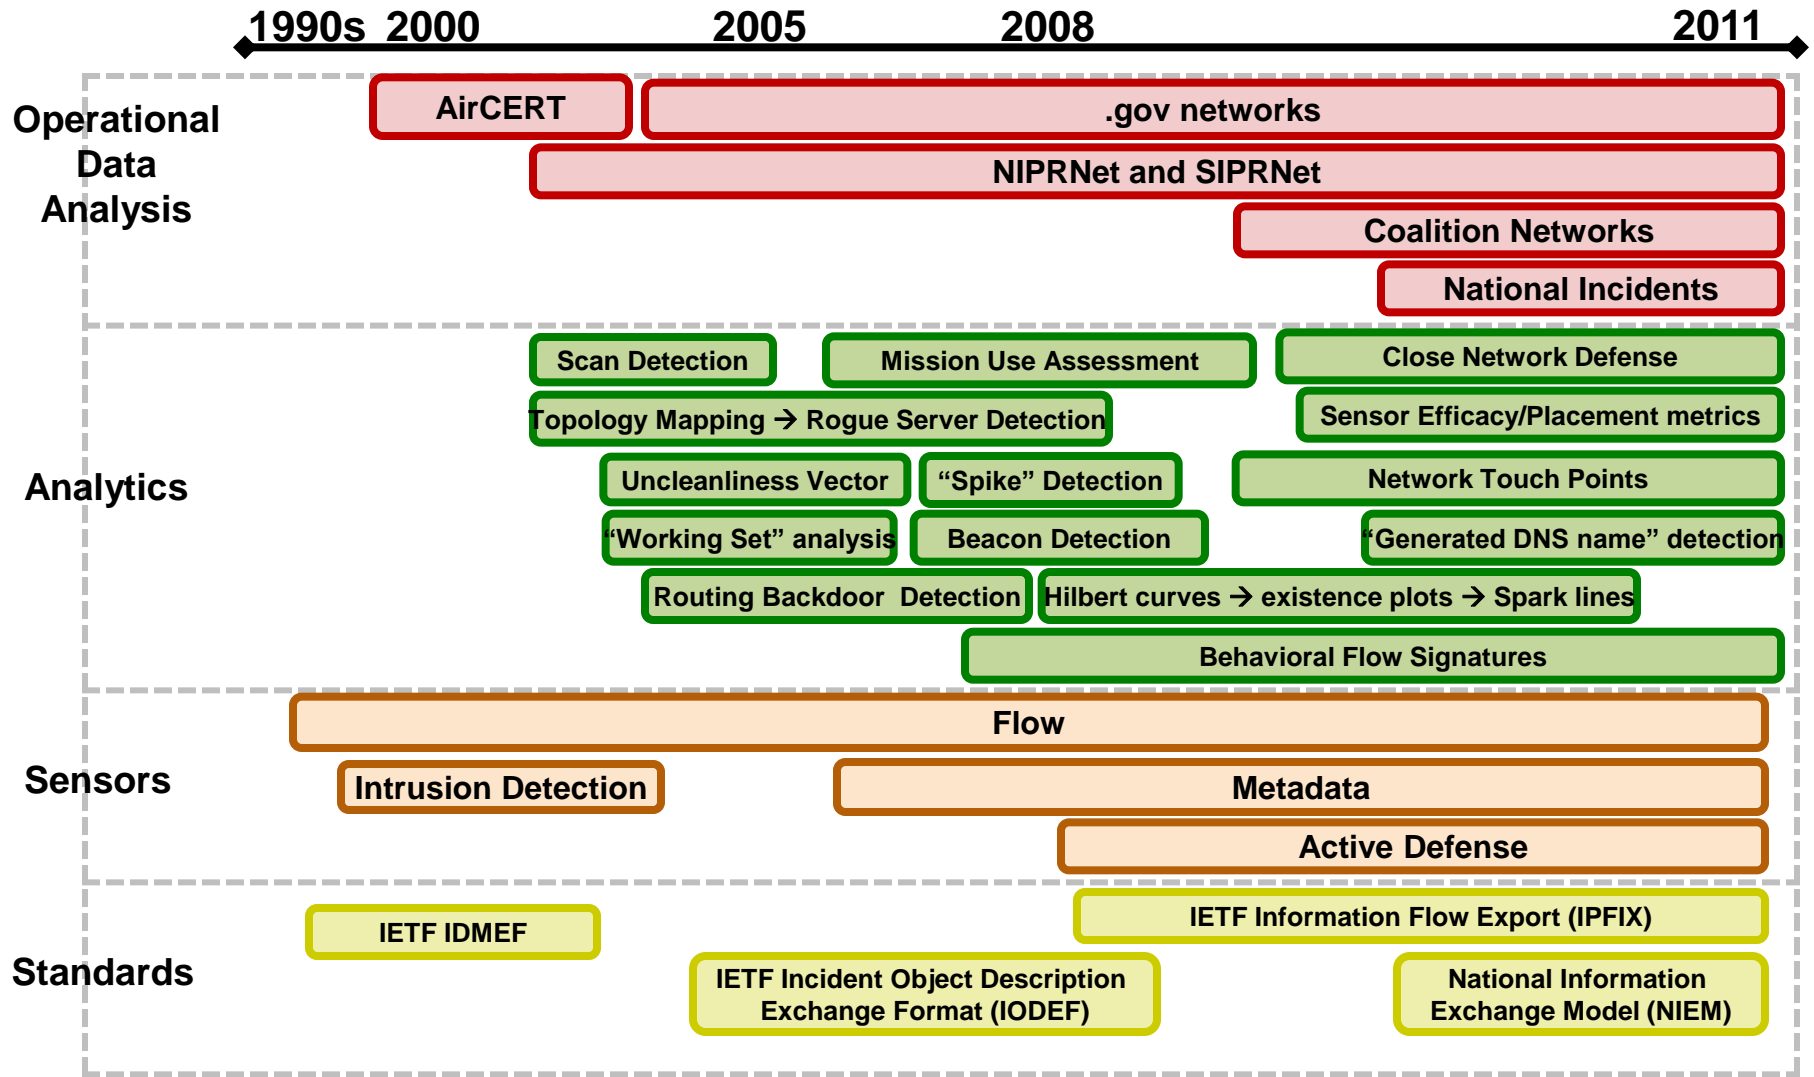 1990s 2000 2005 2008 2011
Operational
Data
Analysis
AirCERT
.gov networks
NIPRNet and SIPRNet
Coalition Networks
National Incidents
Analytics
Scan Detection
Mission Use Assessment
Close Network Defense
Topology Mapping → Rogue Server Detection
Sensor Efficacy/Placement metrics
Uncleanliness Vector
“Spike” Detection
Network Touch Points
“Working Set” analysis
Beacon Detection
“Generated DNS name” detection
Routing Backdoor  Detection
Hilbert curves → existence plots → Spark lines
Behavioral Flow Signatures
Sensors
Flow
Intrusion Detection
Metadata
Active Defense
Standards
IETF IDMEF
IETF Information Flow Export (IPFIX)
IETF Incident Object Description
Exchange Format (IODEF)
National Information
Exchange Model (NIEM)